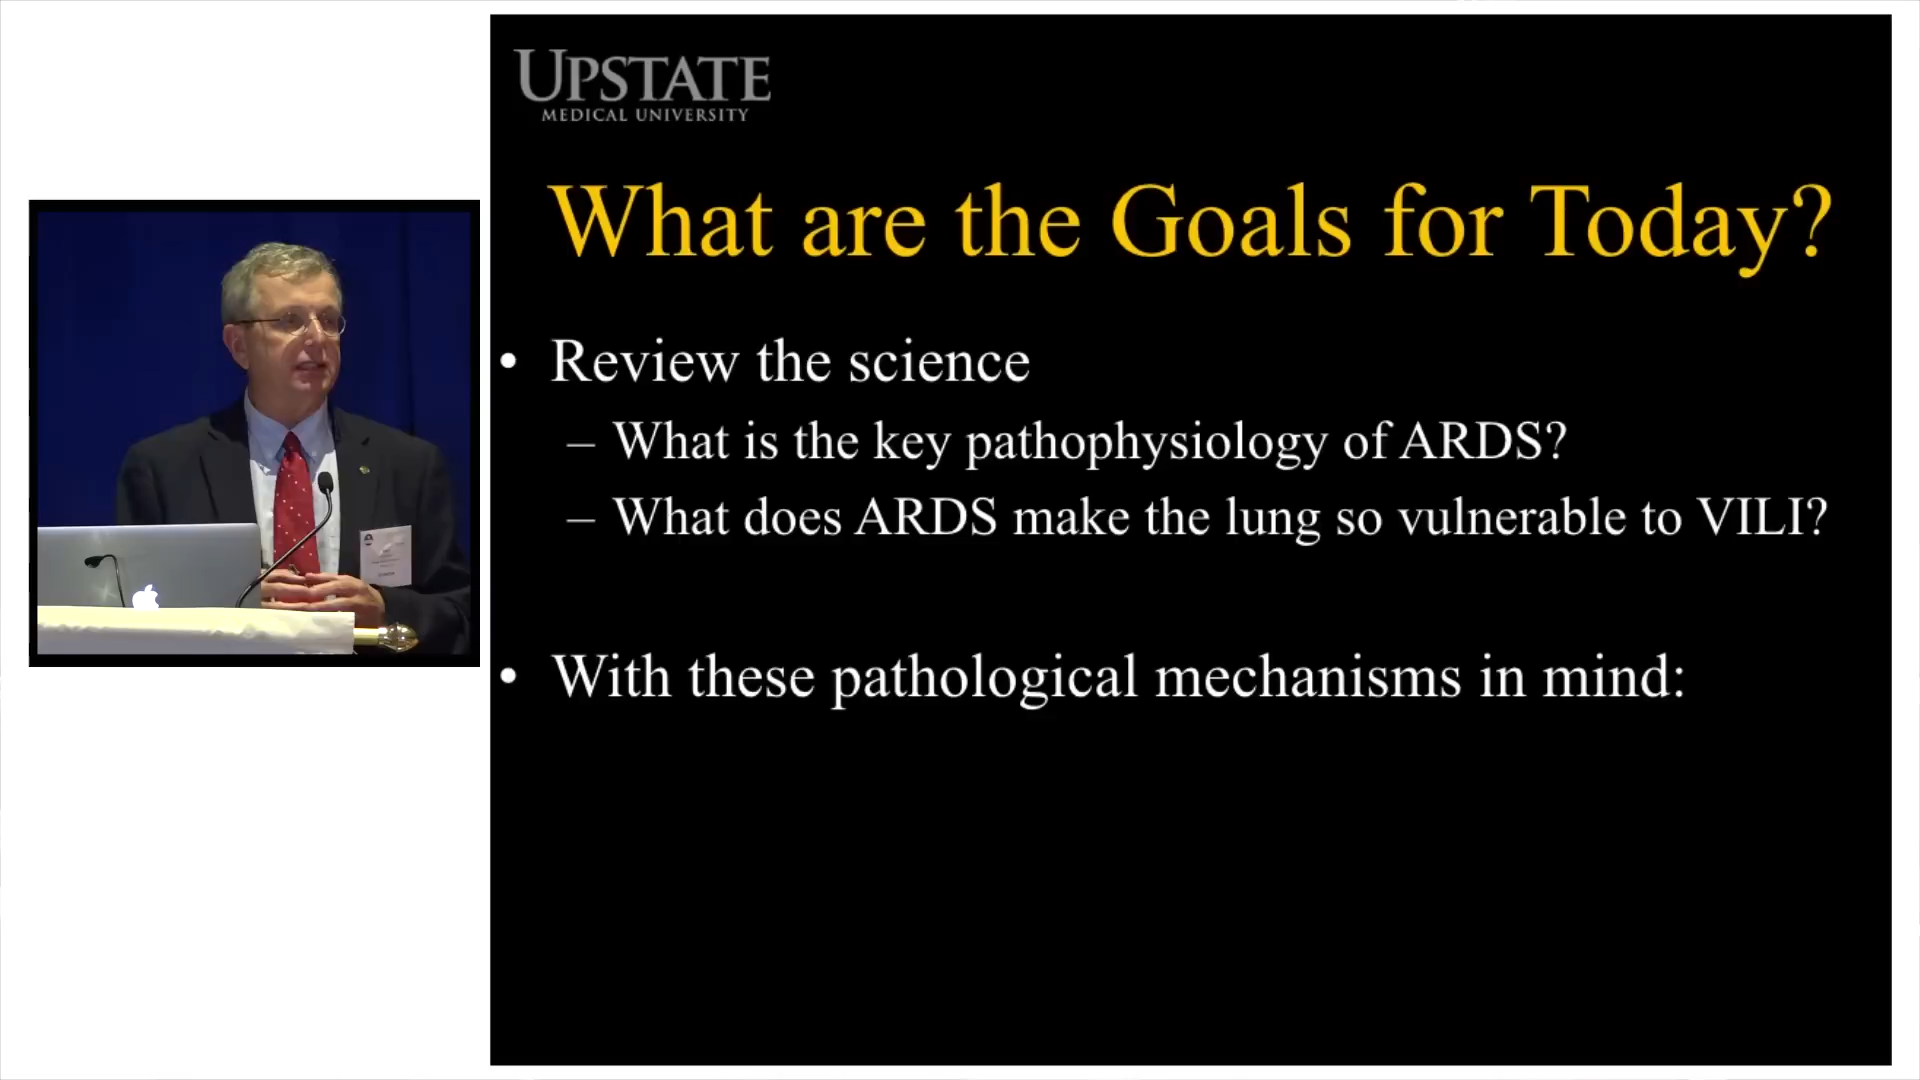 UPSTATE
MEDICAL UNIVERSITY
What are the Goals for Today?
• Review the science
– What is the key pathophysiology of ARDS?
– What does ARDS make the lung so vulnerable to VILI?
• With these pathological mechanisms in mind: